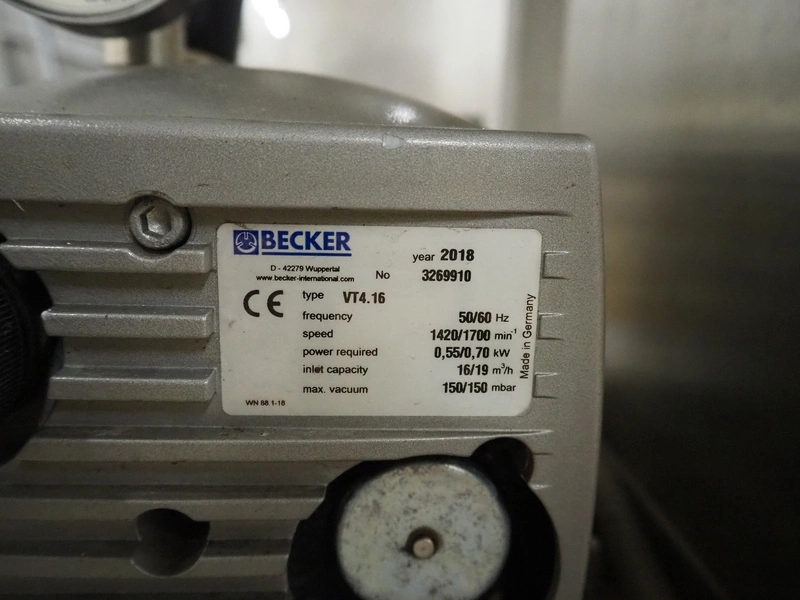 BECKER
D - 42279 Wuppertal
www.becker-international.com
year 2018
No 3269910
CE
type VT4.16
frequency 50/60 Hz
speed 1420/1700 min⁻¹
power required 0,55/0,70 kW
inlet capacity 16/19 m³/h
max. vacuum 150/150 mbar
WN 88.1-18
Made in Germany